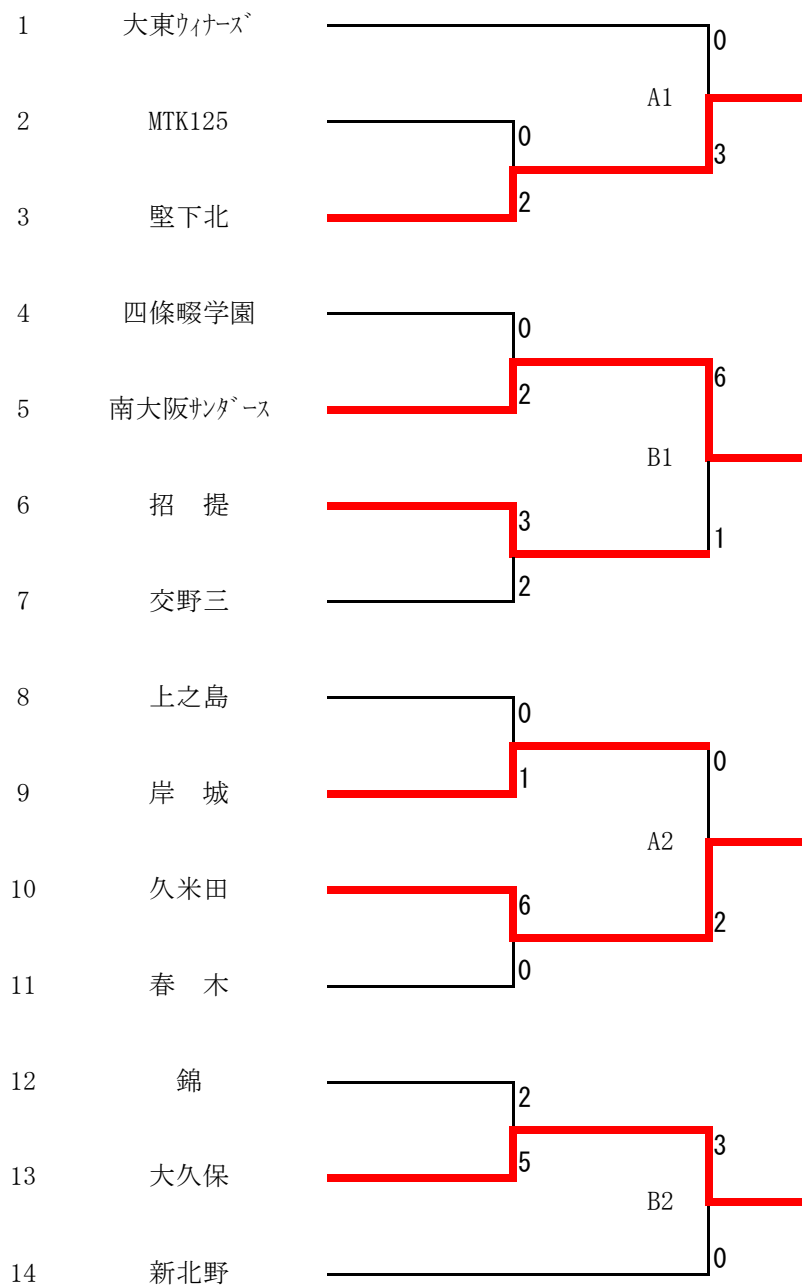 1 大東ウィナーズ
0
A1
2 MTK125
0
3
2
3 堅下北
4 四條畷学園
0
6
2
5 南大阪サンダース
B1
6 招 提
3
1
2
7 交野三
8 上之島
0
0
1
9 岸 城
A2
10 久米田
6
2
0
11 春 木
12 錦
2
3
5
13 大久保
B2
0
14 新北野